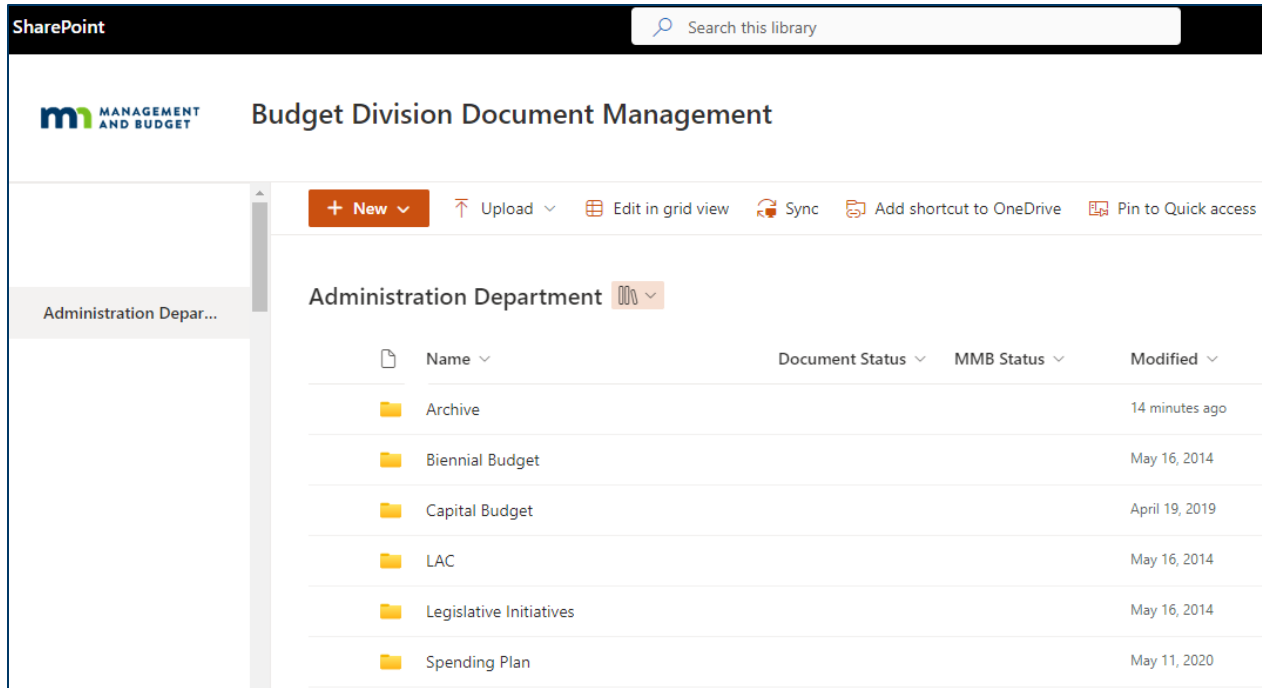 SharePoint
Search this library
mn MANAGEMENT
AND BUDGET
Budget Division Document Management
+ New
Upload
Edit in grid view
Sync
Add shortcut to OneDrive
Pin to Quick access
Administration Depar...
Administration Department
Name Document Status MMB Status Modified
Archive 14 minutes ago
Biennial Budget May 16, 2014
Capital Budget April 19, 2019
LAC May 16, 2014
Legislative Initiatives May 16, 2014
Spending Plan May 11, 2020